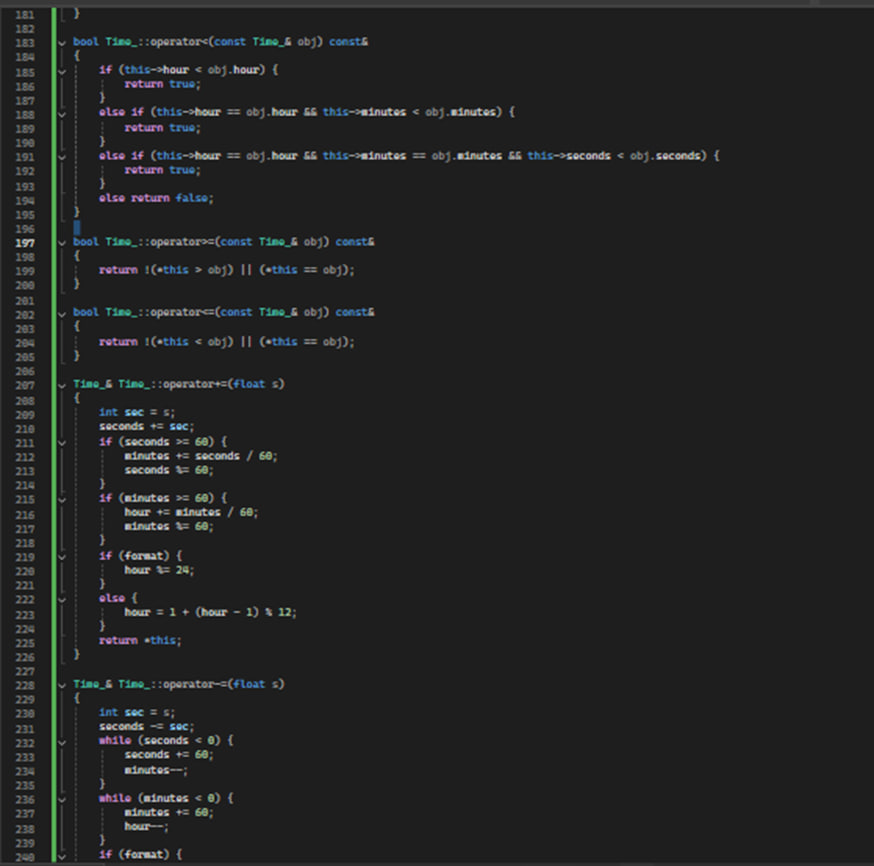 181 }
182
183 bool Time_::operator<(const Time_& obj) const&
184 {
185 if (this->hour < obj.hour) {
186 return true;
187 }
188 else if (this->hour == obj.hour && this->minutes < obj.minutes) {
189 return true;
190 }
191 else if (this->hour == obj.hour && this->minutes == obj.minutes && this->seconds < obj.seconds) {
192 return true;
193 }
194 else return false;
195 }
196
197 bool Time_::operator>=(const Time_& obj) const&
198 {
199 return !(*this > obj) || (*this == obj);
200 }
201
202 bool Time_::operator<=(const Time_& obj) const&
203 {
204 return !(*this < obj) || (*this == obj);
205 }
206
207 Time_& Time_::operator+=(float s)
208 {
209 int sec = s;
210 seconds += sec;
211 if (seconds >= 60) {
212 minutes += seconds / 60;
213 seconds %= 60;
214 }
215 if (minutes >= 60) {
216 hour += minutes / 60;
217 minutes %= 60;
218 }
219 if (format) {
220 hour %= 24;
221 }
222 else {
223 hour = 1 + (hour - 1) % 12;
224 }
225 return *this;
226 }
227
228 Time_& Time_::operator-=(float s)
229 {
230 int sec = s;
231 seconds -= sec;
232 while (seconds < 0) {
233 seconds += 60;
234 minutes--;
235 }
236 while (minutes < 0) {
237 minutes += 60;
238 hour--;
239 }
240 if (format) {